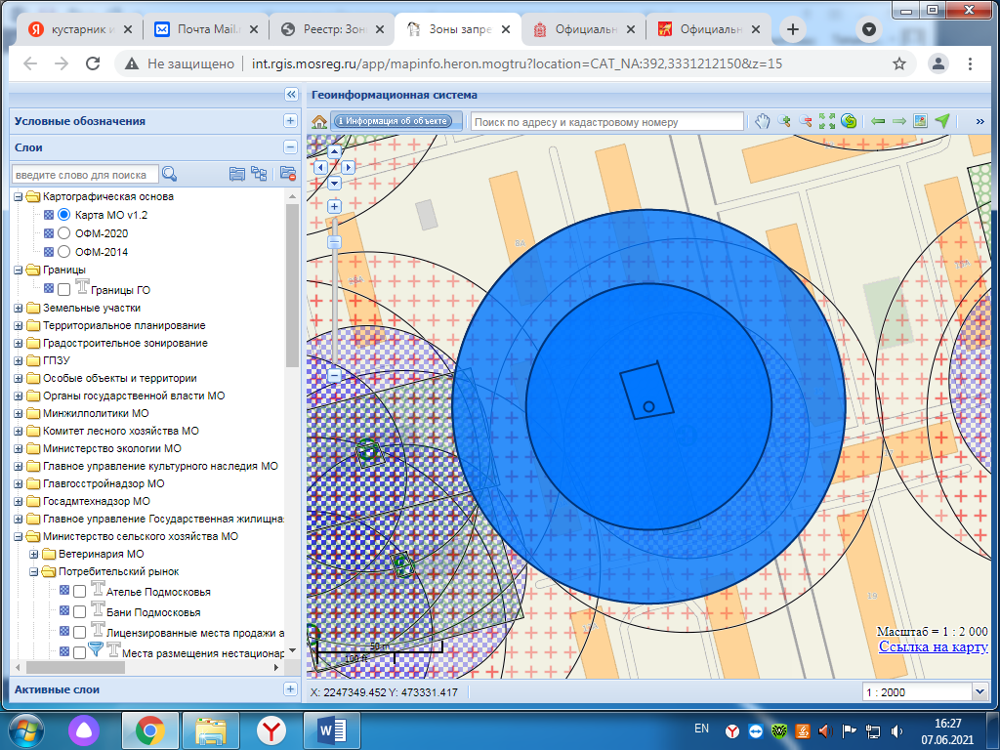 кустарник и
Почта Mail.
Реестр: Зон
Зоны запре
Официальн
Официальн
Не защищено
int.rgis.mosreg.ru/app/mapinfo.heron.mogtru?location=CAT_NA:392,3331212150&z=15
Геоинформационная система
Условные обозначения
Информация об объекте
Поиск по адресу и кадастровому номеру
Слои
введите слово для поиска
Картографическая основа
Карта МО v1.2
ОФМ-2020
ОФМ-2014
Границы
Границы ГО
Земельные участки
Территориальное планирование
Градостроительное зонирование
ГПЗУ
Особые объекты и территории
Органы государственной власти МО
Минжилполитики МО
Комитет лесного хозяйства МО
Министерство экологии МО
Главное управление культурного наследия МО
Главгосстройнадзор МО
Госадмтехнадзор МО
Главное управление Государственная жилищна
Министерство сельского хозяйства МО
Ветеринария МО
Потребительский рынок
Ателье Подмосковья
Бани Подмосковья
Лицензированные места продажи а
Места размещения нестационар
Активные слои
8А
19
50 m
100 ft
Масштаб = 1 : 2 000
Ссылка на карту
X: 2247349.452 Y: 473331.417
1 : 2000
EN
16:27
07.06.2021